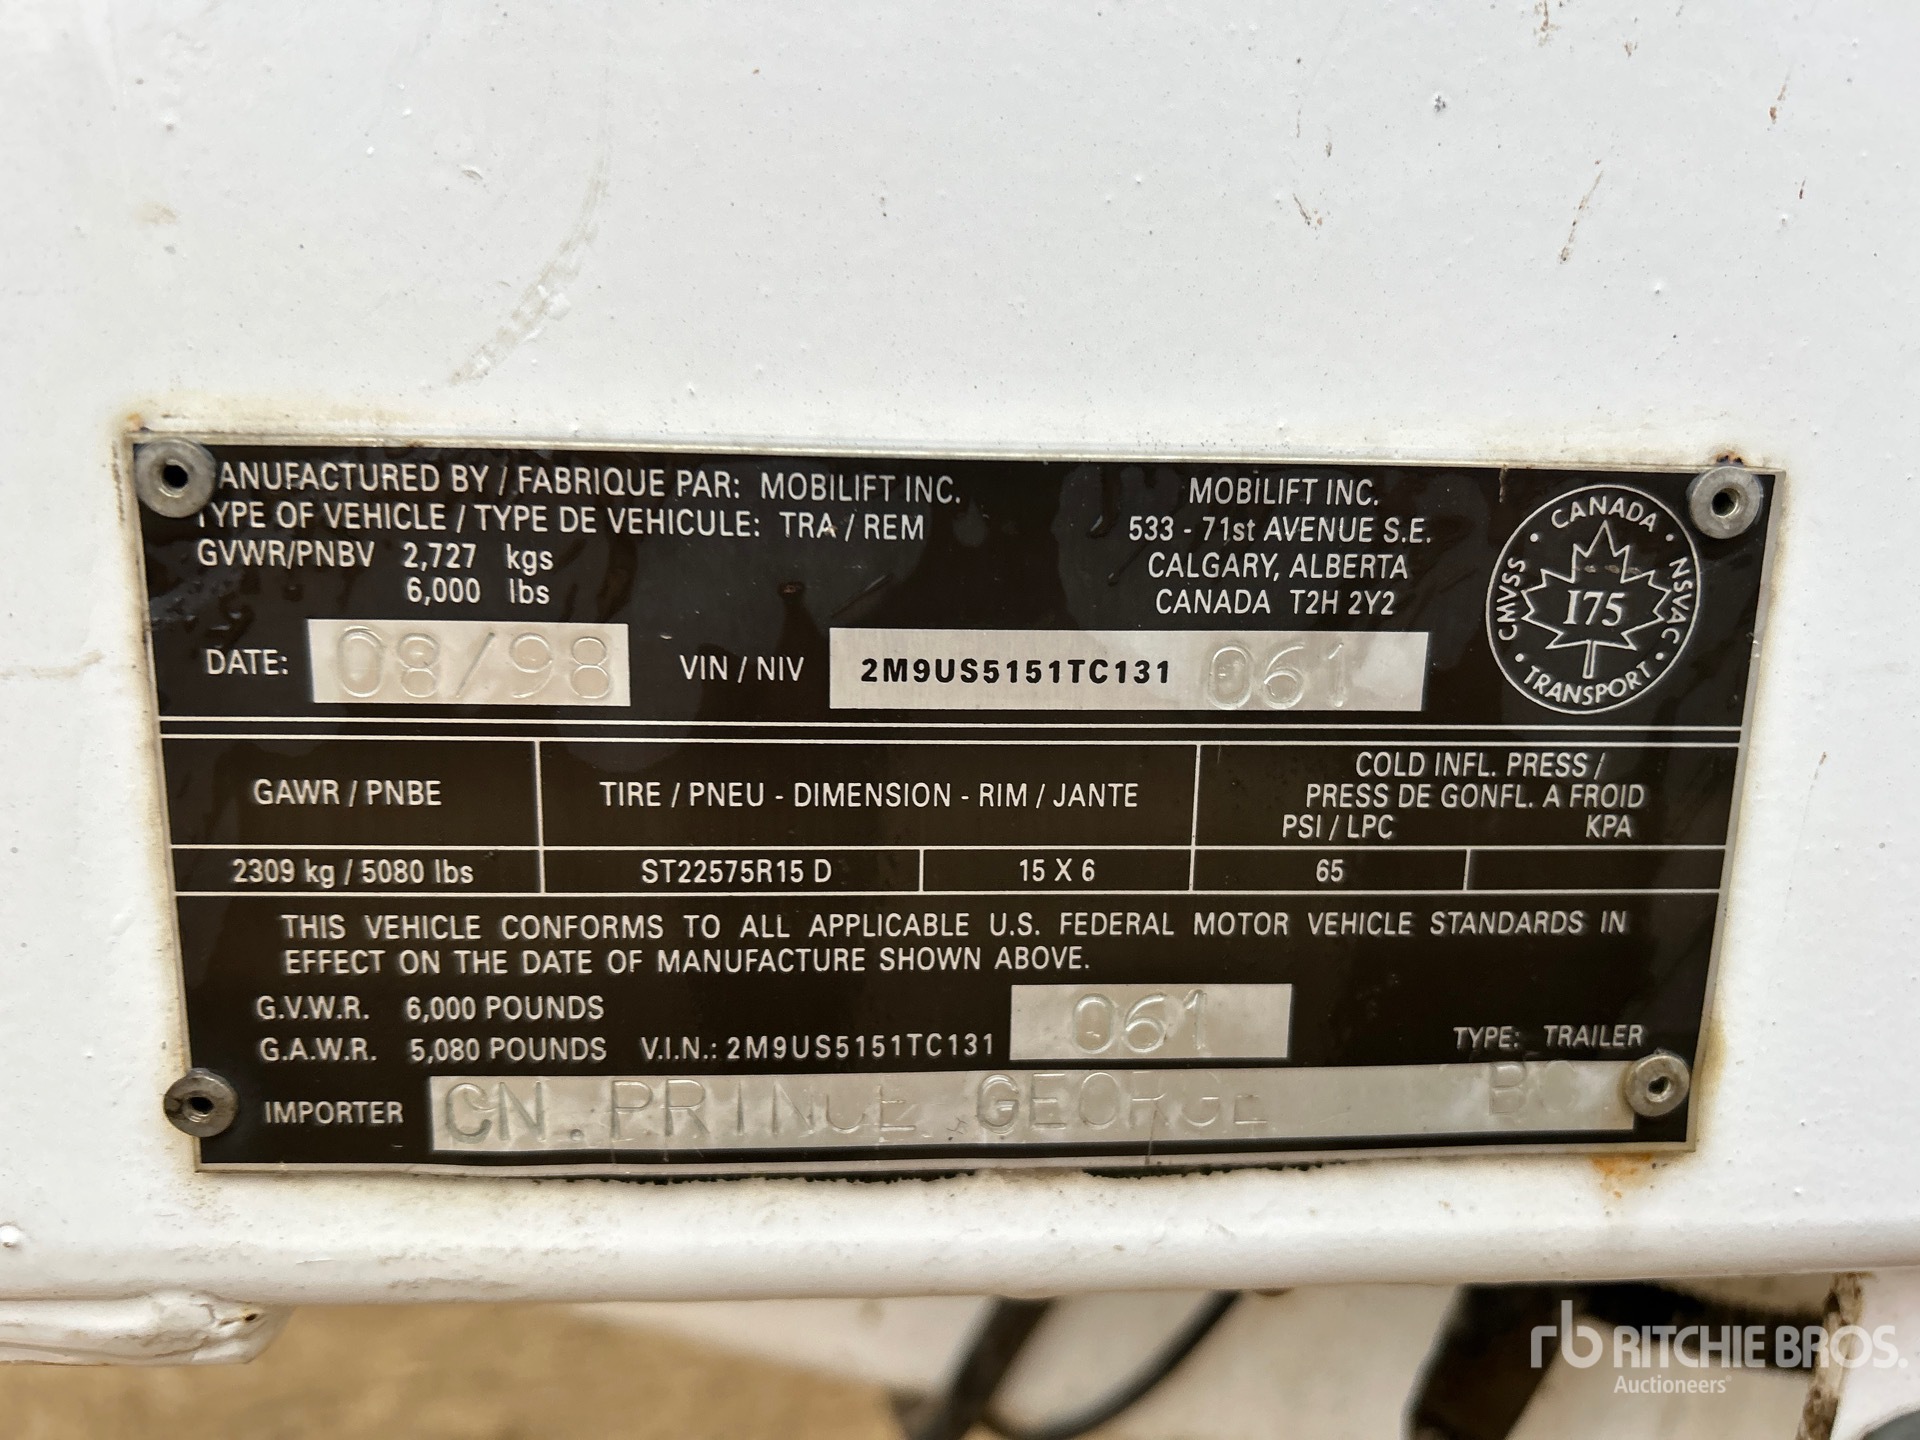 ANUFACTURED BY / FABRIQUE PAR: MOBILIFT INC.
TYPE OF VEHICLE / TYPE DE VEHICULE: TRA / REM
GVWR/PNBV 2,727 kgs
6,000 lbs
MOBILIFT INC.
533 - 71st AVENUE S.E.
CALGARY, ALBERTA
CANADA T2H 2Y2
CANADA • NSVAC • TRANSPORT • CMVSS •
175
DATE: 08/98 VIN / NIV 2M9US5151TC131 061
GAWR / PNBE
TIRE / PNEU - DIMENSION - RIM / JANTE
COLD INFL. PRESS /
PRESS DE GONFL. A FROID
PSI / LPC KPA
2309 kg / 5080 lbs ST22575R15 D 15 X 6 65
THIS VEHICLE CONFORMS TO ALL APPLICABLE U.S. FEDERAL MOTOR VEHICLE STANDARDS IN
EFFECT ON THE DATE OF MANUFACTURE SHOWN ABOVE.
G.V.W.R. 6,000 POUNDS
G.A.W.R. 5,080 POUNDS V.I.N.: 2M9US5151TC131 061 TYPE: TRAILER
IMPORTER CN. PRINCE GEORGE BC
rb RITCHIE BROS.
Auctioneers